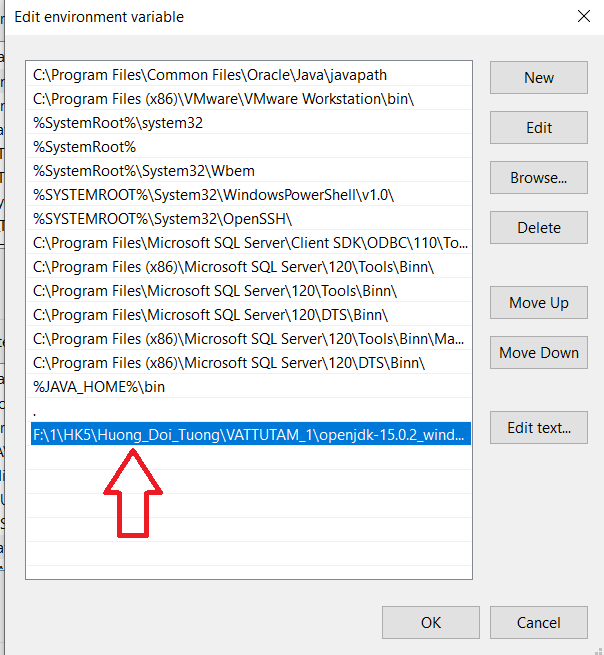 Edit environment variable
C:\Program Files\Common Files\Oracle\Java\javapath
C:\Program Files (x86)\VMware\VMware Workstation\bin\
%SystemRoot%\system32
%SystemRoot%
%SystemRoot%\System32\Wbem
%SYSTEMROOT%\System32\WindowsPowerShell\v1.0\
%SYSTEMROOT%\System32\OpenSSH\
C:\Program Files\Microsoft SQL Server\Client SDK\ODBC\110\To...
C:\Program Files (x86)\Microsoft SQL Server\120\Tools\Binn\
C:\Program Files\Microsoft SQL Server\120\Tools\Binn\
C:\Program Files\Microsoft SQL Server\120\DTS\Binn\
C:\Program Files (x86)\Microsoft SQL Server\120\Tools\Binn\Ma...
C:\Program Files (x86)\Microsoft SQL Server\120\DTS\Binn\
%JAVA_HOME%\bin
.
F:\1\HK5\Huong_Doi_Tuong\VATTUTAM_1\openjdk-15.0.2_wind...
New
Edit
Browse...
Delete
Move Up
Move Down
Edit text...
OK
Cancel